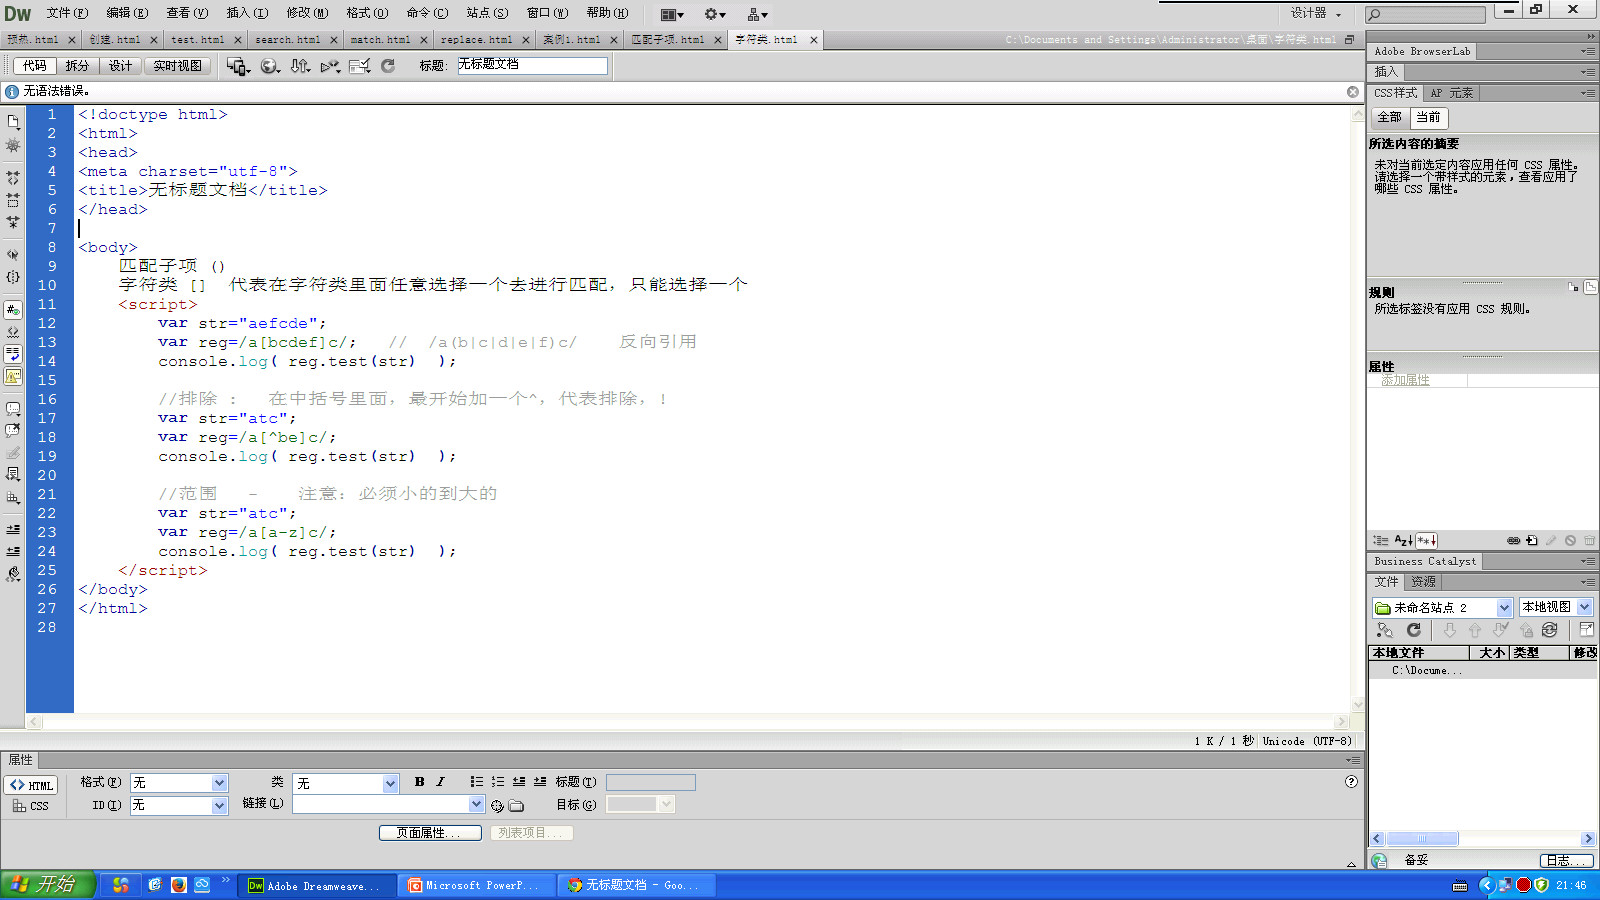 Dw 文件(F) 编辑(E) 查看(V) 插入(I) 修改(M) 格式(O) 命令(C) 站点(S) 窗口(W) 帮助(H) 设计器
预热.html 创建.html test.html search.html match.html replace.html 案例1.html 匹配子项.html 字符类.html C:\Documents and Settings\Administrator\桌面\字符类.html
代码 拆分 设计 实时视图 标题: 无标题文档
无语法错误。
1 <!doctype html>
2 <html>
3 <head>
4 <meta charset="utf-8">
5 <title>无标题文档</title>
6 </head>
7
8 <body>
9 匹配子项 ()
10 字符类 [] 代表在字符类里面任意选择一个去进行匹配，只能选择一个
11 <script>
12 var str="aefcde";
13 var reg=/a[bcdef]c/; // /a(b|c|d|e|f)c/ 反向引用
14 console.log( reg.test(str) );
15
16 //排除 : 在中括号里面，最开始加一个^，代表排除，!
17 var str="atc";
18 var reg=/a[^be]c/;
19 console.log( reg.test(str) );
20
21 //范围 - 注意：必须小的到大的
22 var str="atc";
23 var reg=/a[a-z]c/;
24 console.log( reg.test(str) );
25 </script>
26 </body>
27 </html>
28
1 K / 1 秒 Unicode (UTF-8)
属性
HTML 格式(F) 无 类 无 B I 标题(T)
CSS ID(I) 无 链接(L) 目标(G)
页面属性... 列表项目...
Adobe BrowserLab
插入
CSS样式 AP 元素
全部 当前
所选内容的摘要
未对当前选定内容应用任何 CSS 属性。
请选择一个带样式的元素，查看应用了
哪些 CSS 属性。
规则
所选标签没有应用 CSS 规则。
属性
添加属性
Business Catalyst
文件 资源
未命名站点 2 本地视图
本地文件 大小 类型 修改
C:\Docume...
备妥 日志...
开始 Adobe Dreamweave... Microsoft PowerP... 无标题文档 - Goo... 21:46